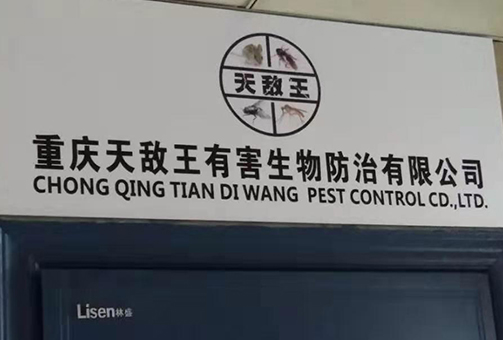 天敌王
重庆天敌王有害生物防治有限公司
CHONG QING TIAN DI WANG PEST CONTROL CD.,LTD.
Lisen林盛